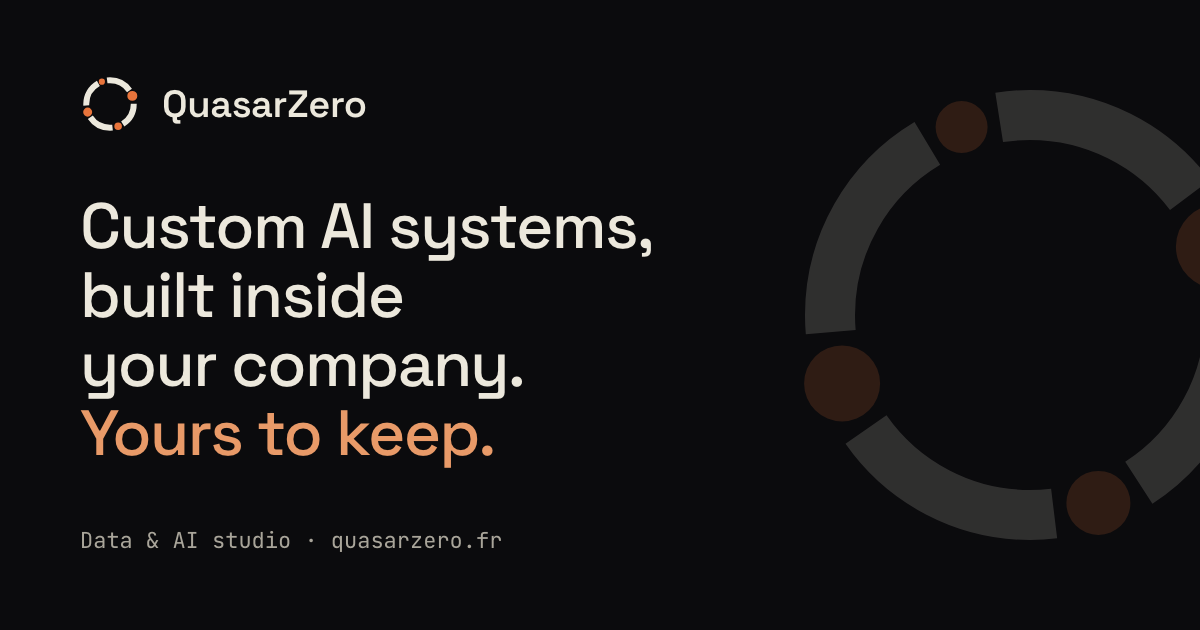 QuasarZero
Custom AI systems,
built inside
your company.
Yours to keep.
Data & AI studio · quasarzero.fr